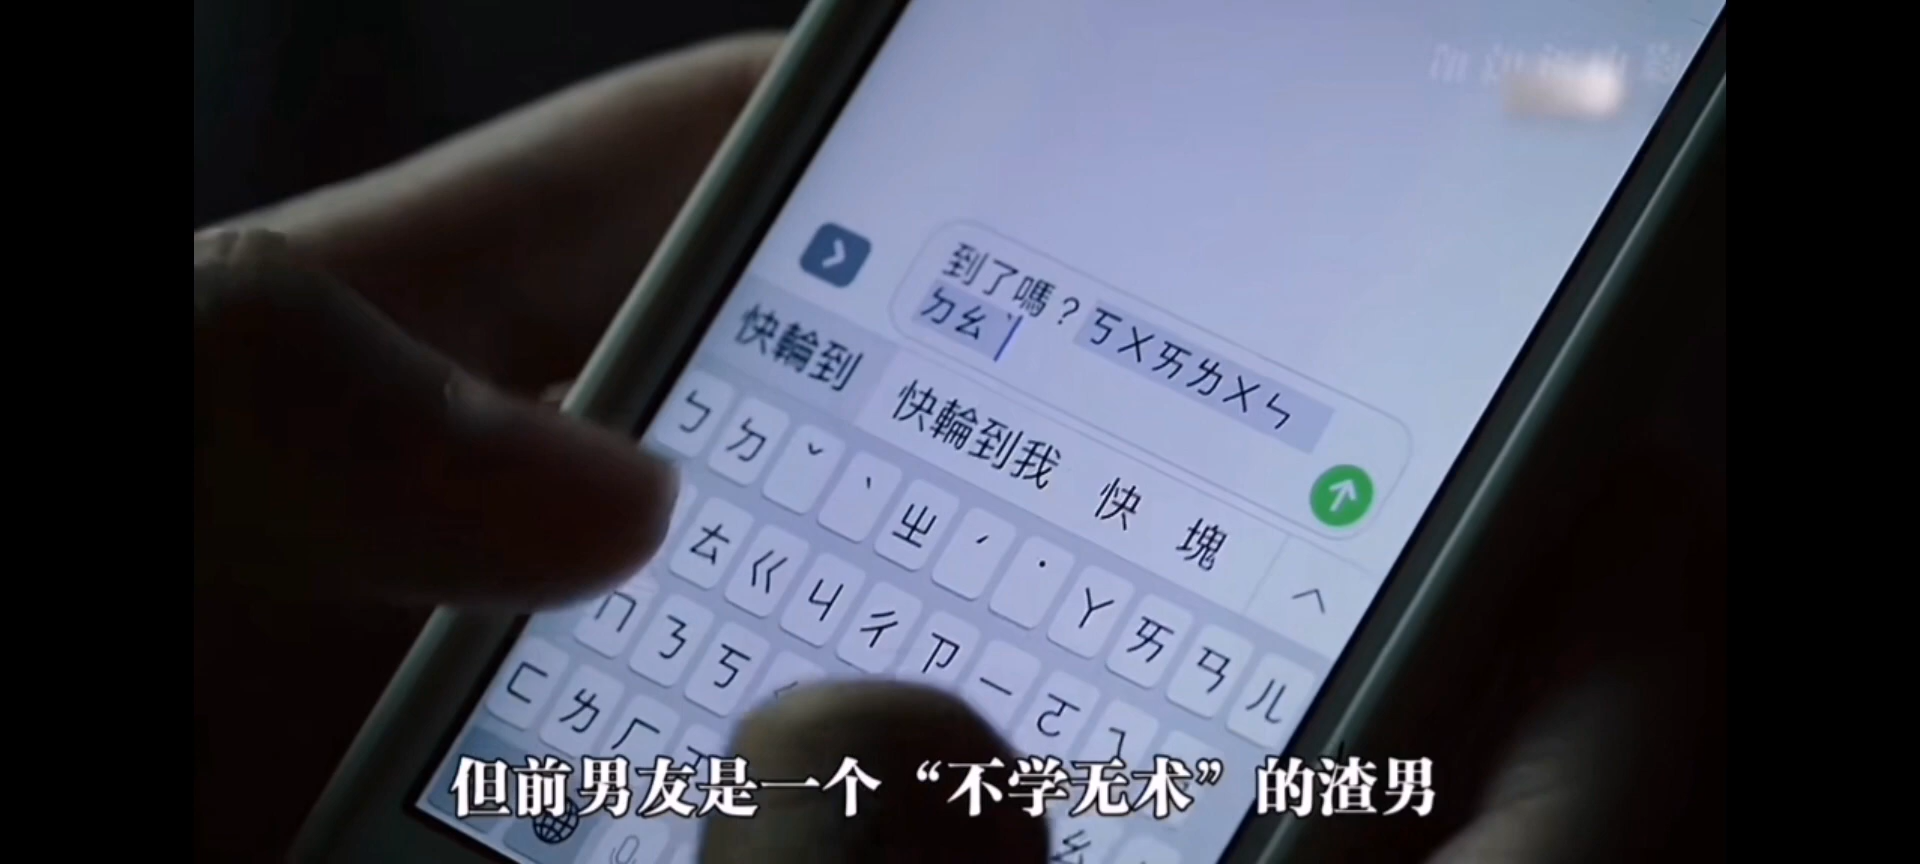 到了嗎？ㄎㄨㄞㄌㄨㄣ
ㄉㄠˋ
快輪到 快輪到我 快 塊
ㄅ ㄉ ˇ ˋ ㄓ ˊ ˙ ㄚ ㄞ ㄢ ㄦ
ㄊ ㄍ ㄐ ㄔ ㄗ ㄧ ㄛ ㄟ
ㄇ ㄋ ㄎ
ㄈ ㄌ ㄏ
ㄠ
但前男友是一个“不学无术”的渣男